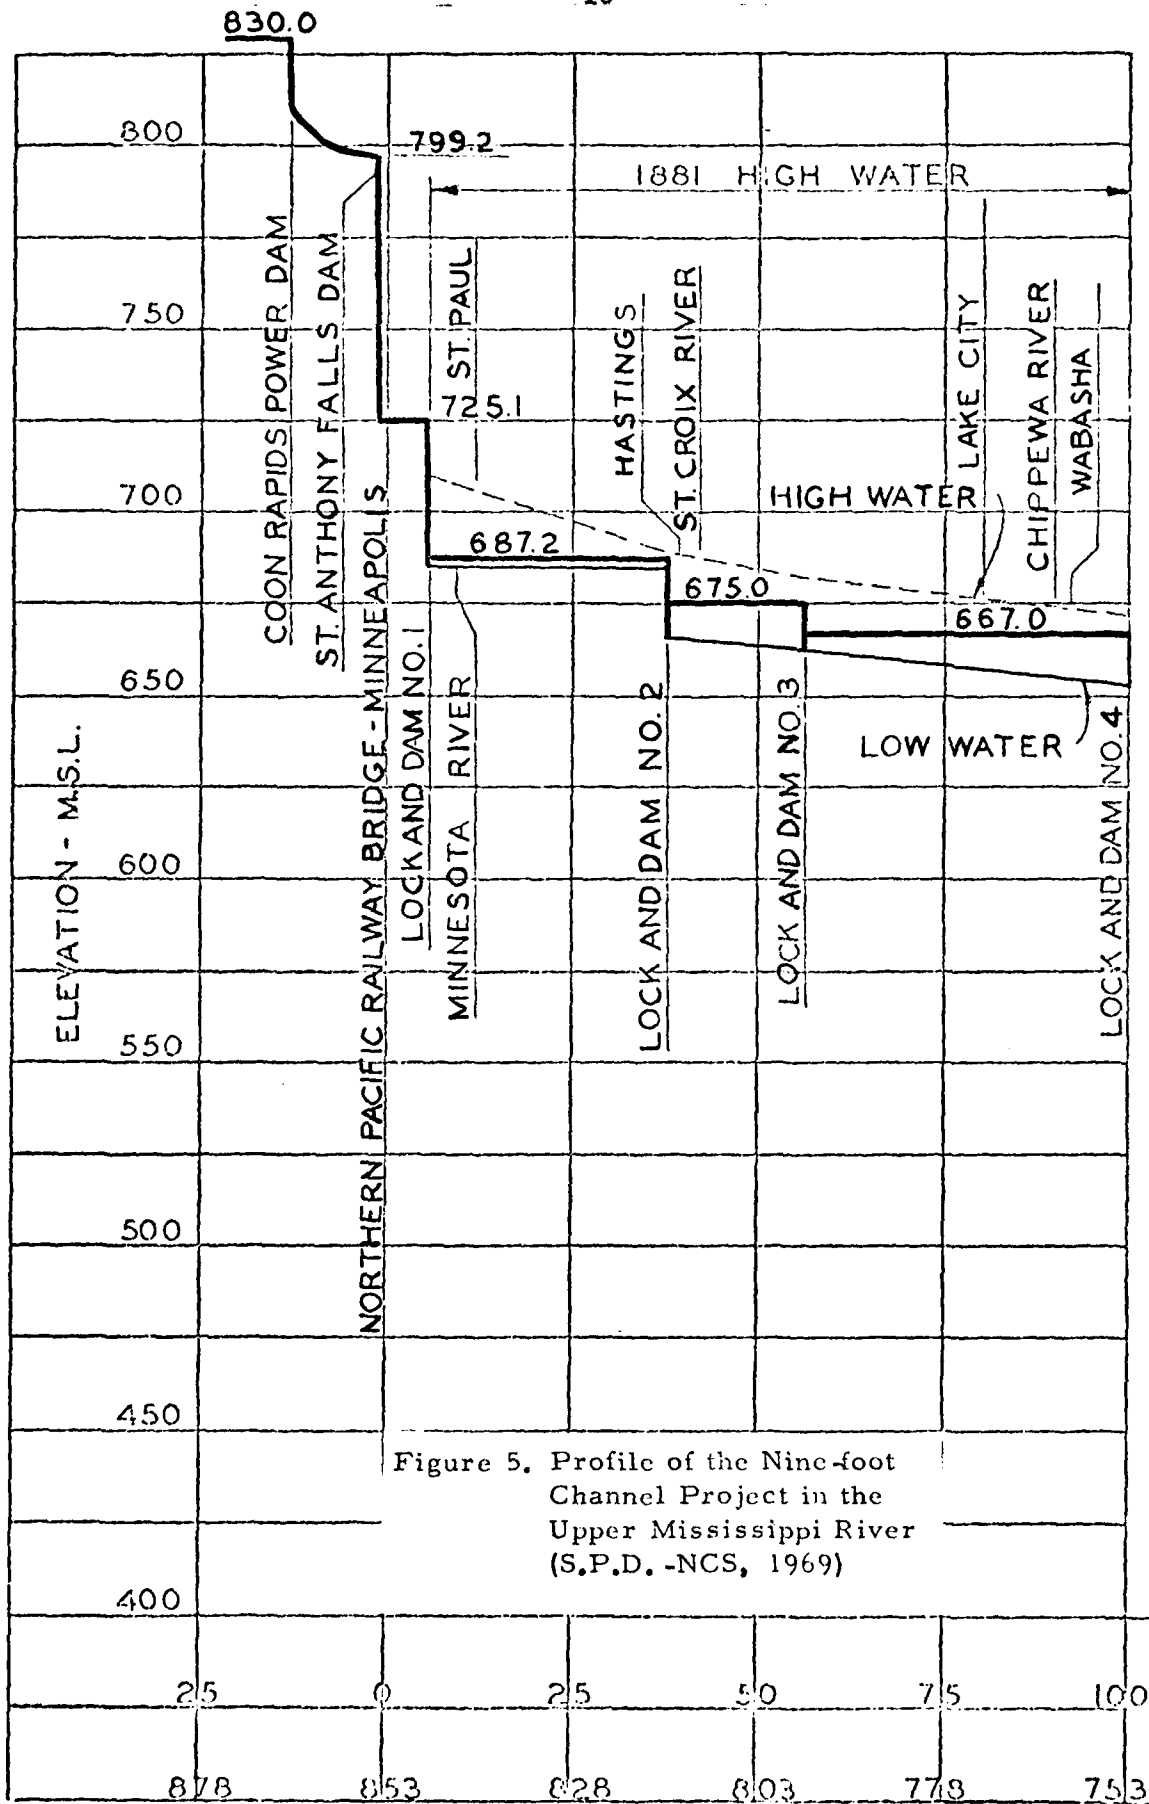 830.0
800
799.2
1881 HIGH WATER
COON RAPIDS POWER DAM
ST. ANTHONY FALLS DAM
ST. PAUL
HASTINGS
ST. CROIX RIVER
LAKE CITY
CHIPPEWA RIVER
WABASHA
750
725.1
700
HIGH WATER
687.2
675.0
667.0
650
LOW WATER
ELEVATION - M.S.L.
NORTHERN PACIFIC RAILWAY BRIDGE - MINNEAPOLIS
LOCK AND DAM NO. 1
MINNESOTA RIVER
LOCK AND DAM NO. 2
LOCK AND DAM NO. 3
LOCK AND DAM NO. 4
600
550
500
450
Figure 5. Profile of the Nine-foot
Channel Project in the
Upper Mississippi River
(S.P.D. -NCS, 1969)
400
25 0 25 50 75 100
878 853 828 803 778 753